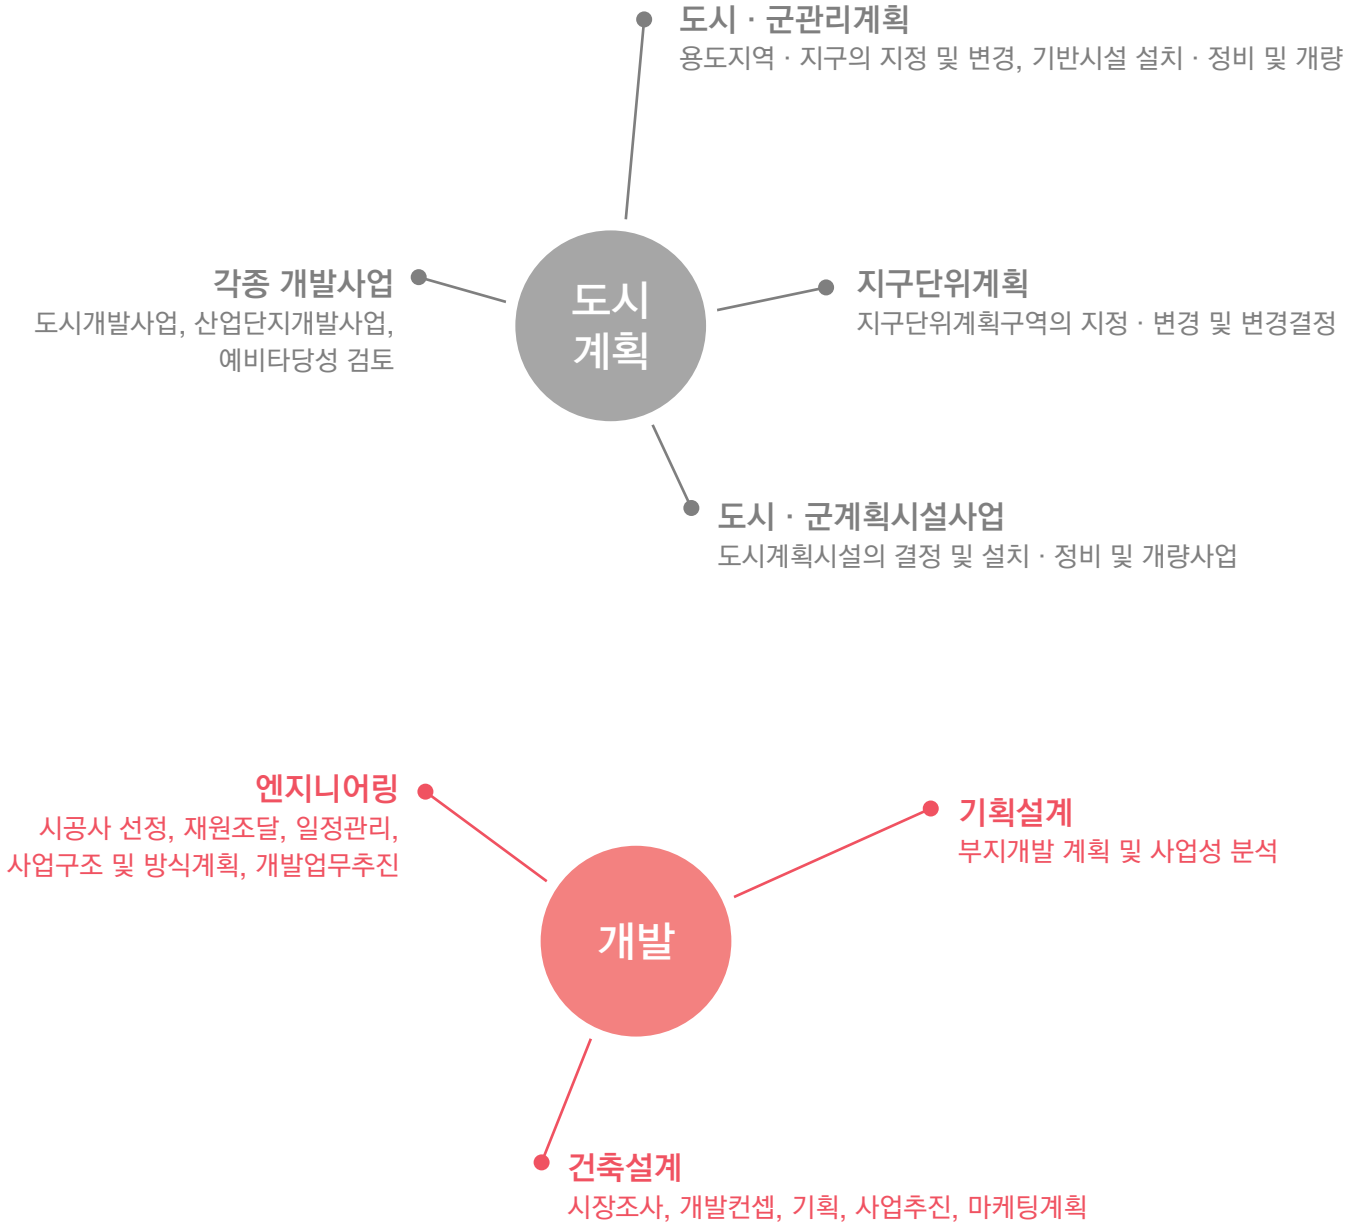 도시 · 군관리계획
용도지역 · 지구의 지정 및 변경, 기반시설 설치 · 정비 및 개량
각종 개발사업
도시개발사업, 산업단지개발사업,
예비타당성 검토
도시
계획
지구단위계획
지구단위계획구역의 지정 · 변경 및 변경결정
도시 · 군계획시설사업
도시계획시설의 결정 및 설치 · 정비 및 개량사업
엔지니어링
시공사 선정, 재원조달, 일정관리,
사업구조 및 방식계획, 개발업무추진
기획설계
부지개발 계획 및 사업성 분석
개발
건축설계
시장조사, 개발컨셉, 기획, 사업추진, 마케팅계획